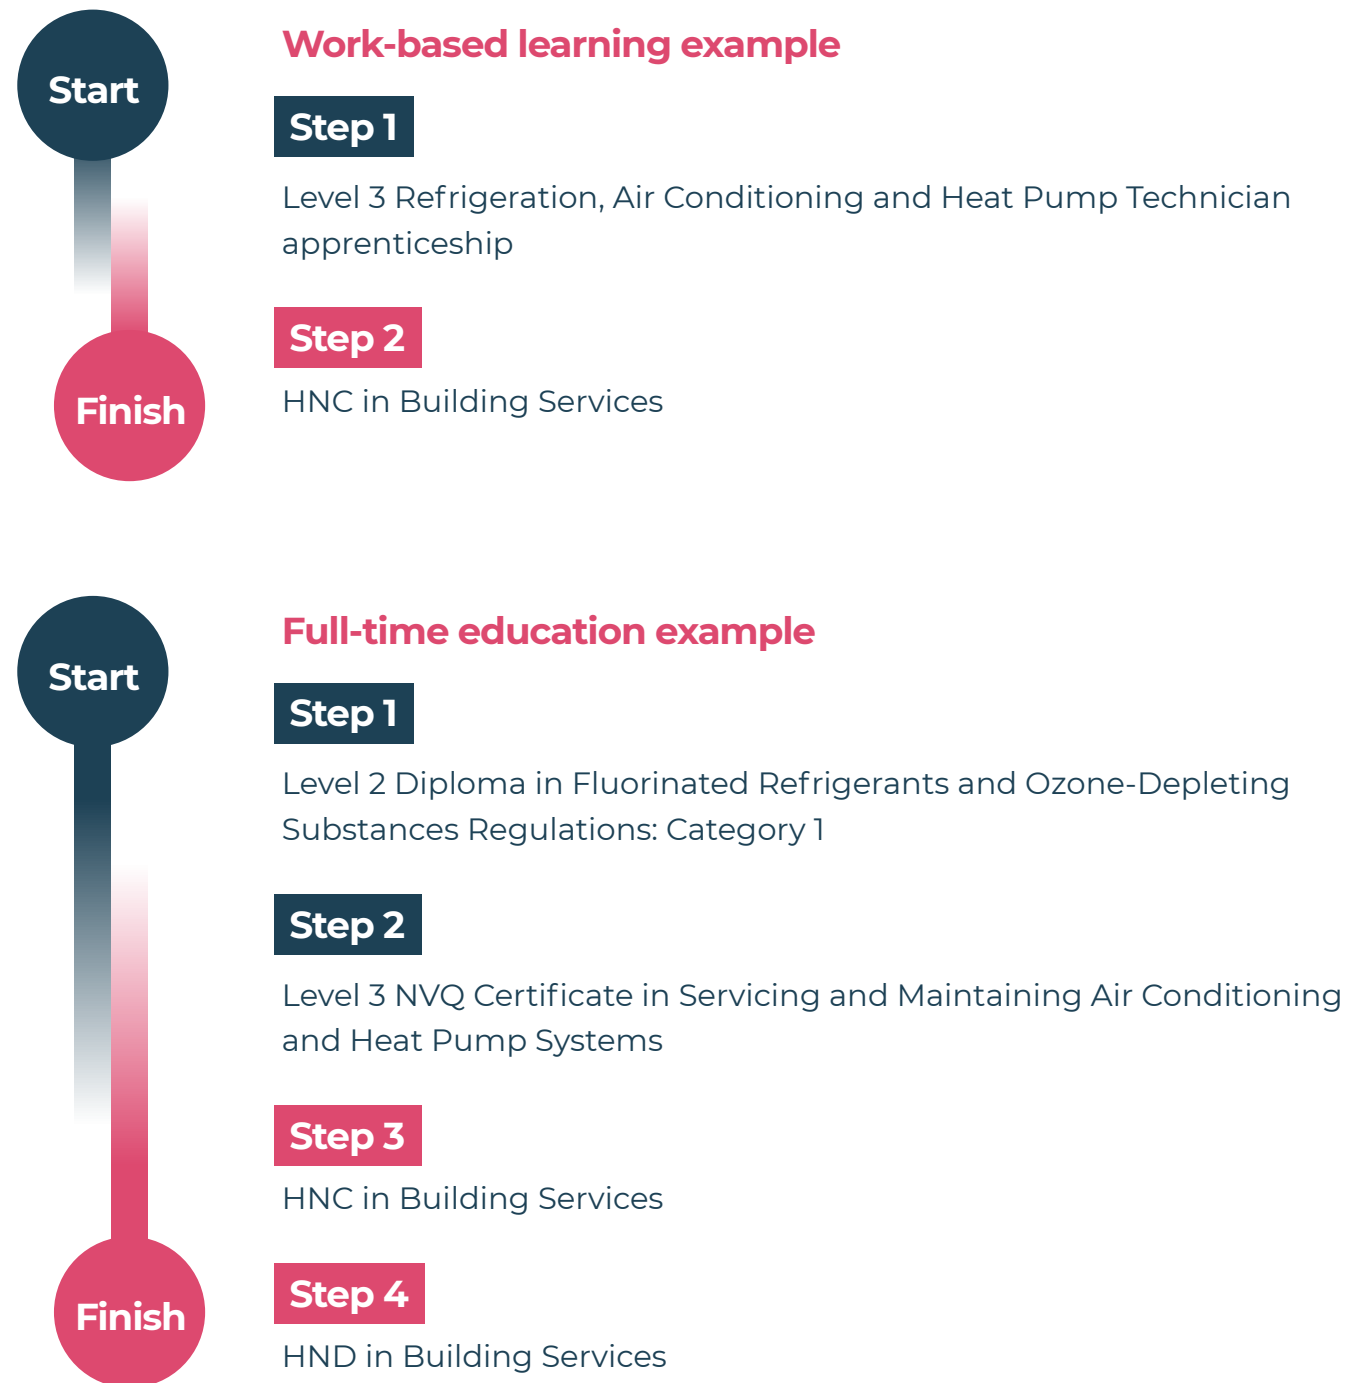 Start
Work-based learning example
Step 1
Level 3 Refrigeration, Air Conditioning and Heat Pump Technician
apprenticeship
Step 2
HNC in Building Services
Finish
Start
Full-time education example
Step 1
Level 2 Diploma in Fluorinated Refrigerants and Ozone-Depleting
Substances Regulations: Category 1
Step 2
Level 3 NVQ Certificate in Servicing and Maintaining Air Conditioning
and Heat Pump Systems
Step 3
HNC in Building Services
Step 4
HND in Building Services
Finish